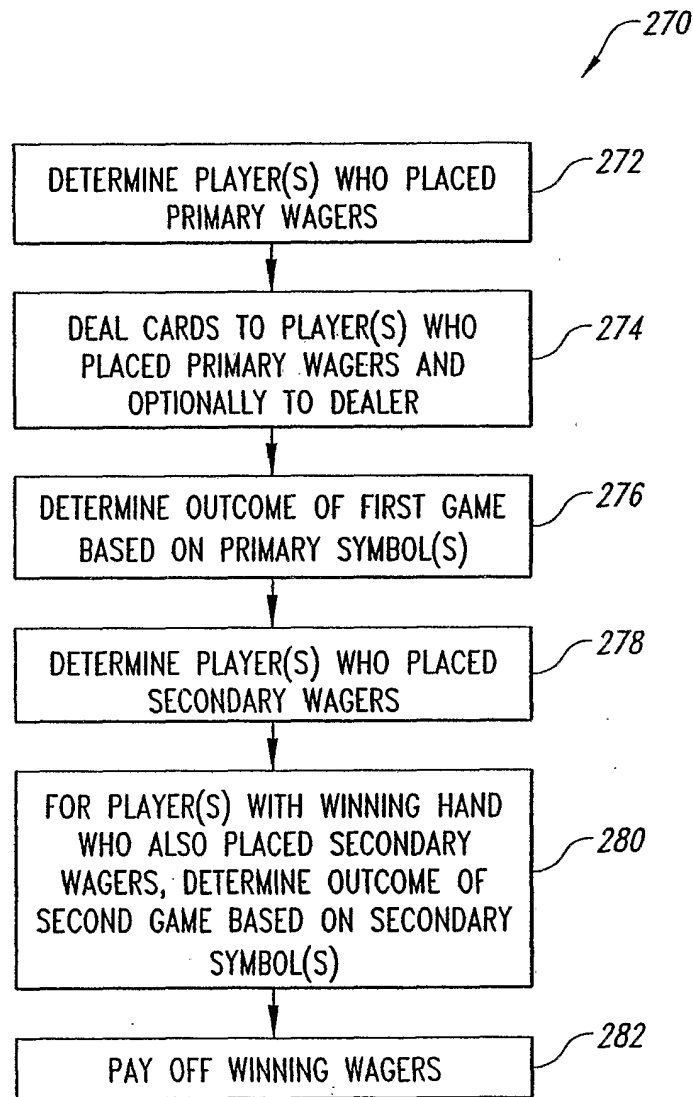 270
DETERMINE PLAYER(S) WHO PLACED
PRIMARY WAGERS
272
DEAL CARDS TO PLAYER(S) WHO
PLACED PRIMARY WAGERS AND
OPTIONALLY TO DEALER
274
DETERMINE OUTCOME OF FIRST GAME
BASED ON PRIMARY SYMBOL(S)
276
DETERMINE PLAYER(S) WHO PLACED
SECONDARY WAGERS
278
FOR PLAYER(S) WITH WINNING HAND
WHO ALSO PLACED SECONDARY
WAGERS, DETERMINE OUTCOME OF
SECOND GAME BASED ON SECONDARY
SYMBOL(S)
280
PAY OFF WINNING WAGERS
282